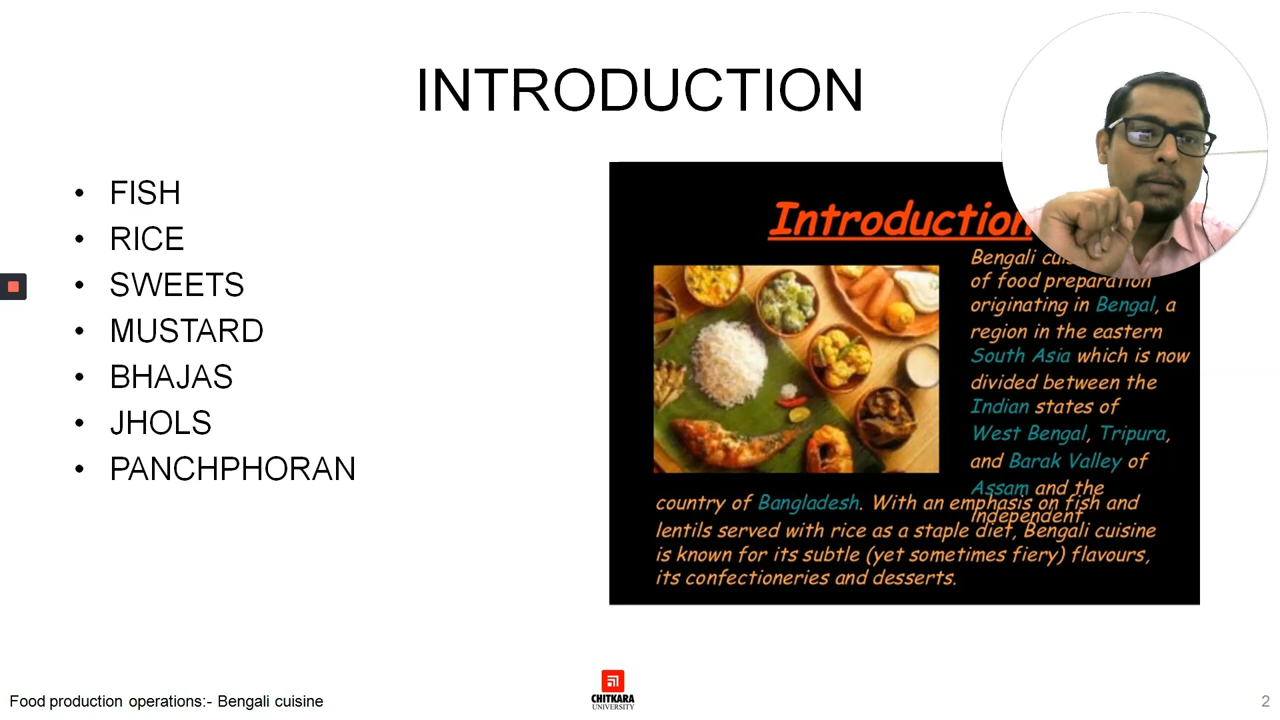 INTRODUCTION
• FISH
• RICE
• SWEETS
• MUSTARD
• BHAJAS
• JHOLS
• PANCHPHORAN
Introduction
Bengali
of food preparation
originating in Bengal, a
region in the eastern
South Asia which is now
divided between the
Indian states of
West Bengal, Tripura,
and Barak Valley of
Assam and the
independent
country of Bangladesh. With an emphasis on fish and
lentils served with rice as a staple diet, Bengali cuisine
is known for its subtle (yet sometimes fiery) flavours,
its confectioneries and desserts.
Food production operations:- Bengali cuisine
CHITKARA
UNIVERSITY
2